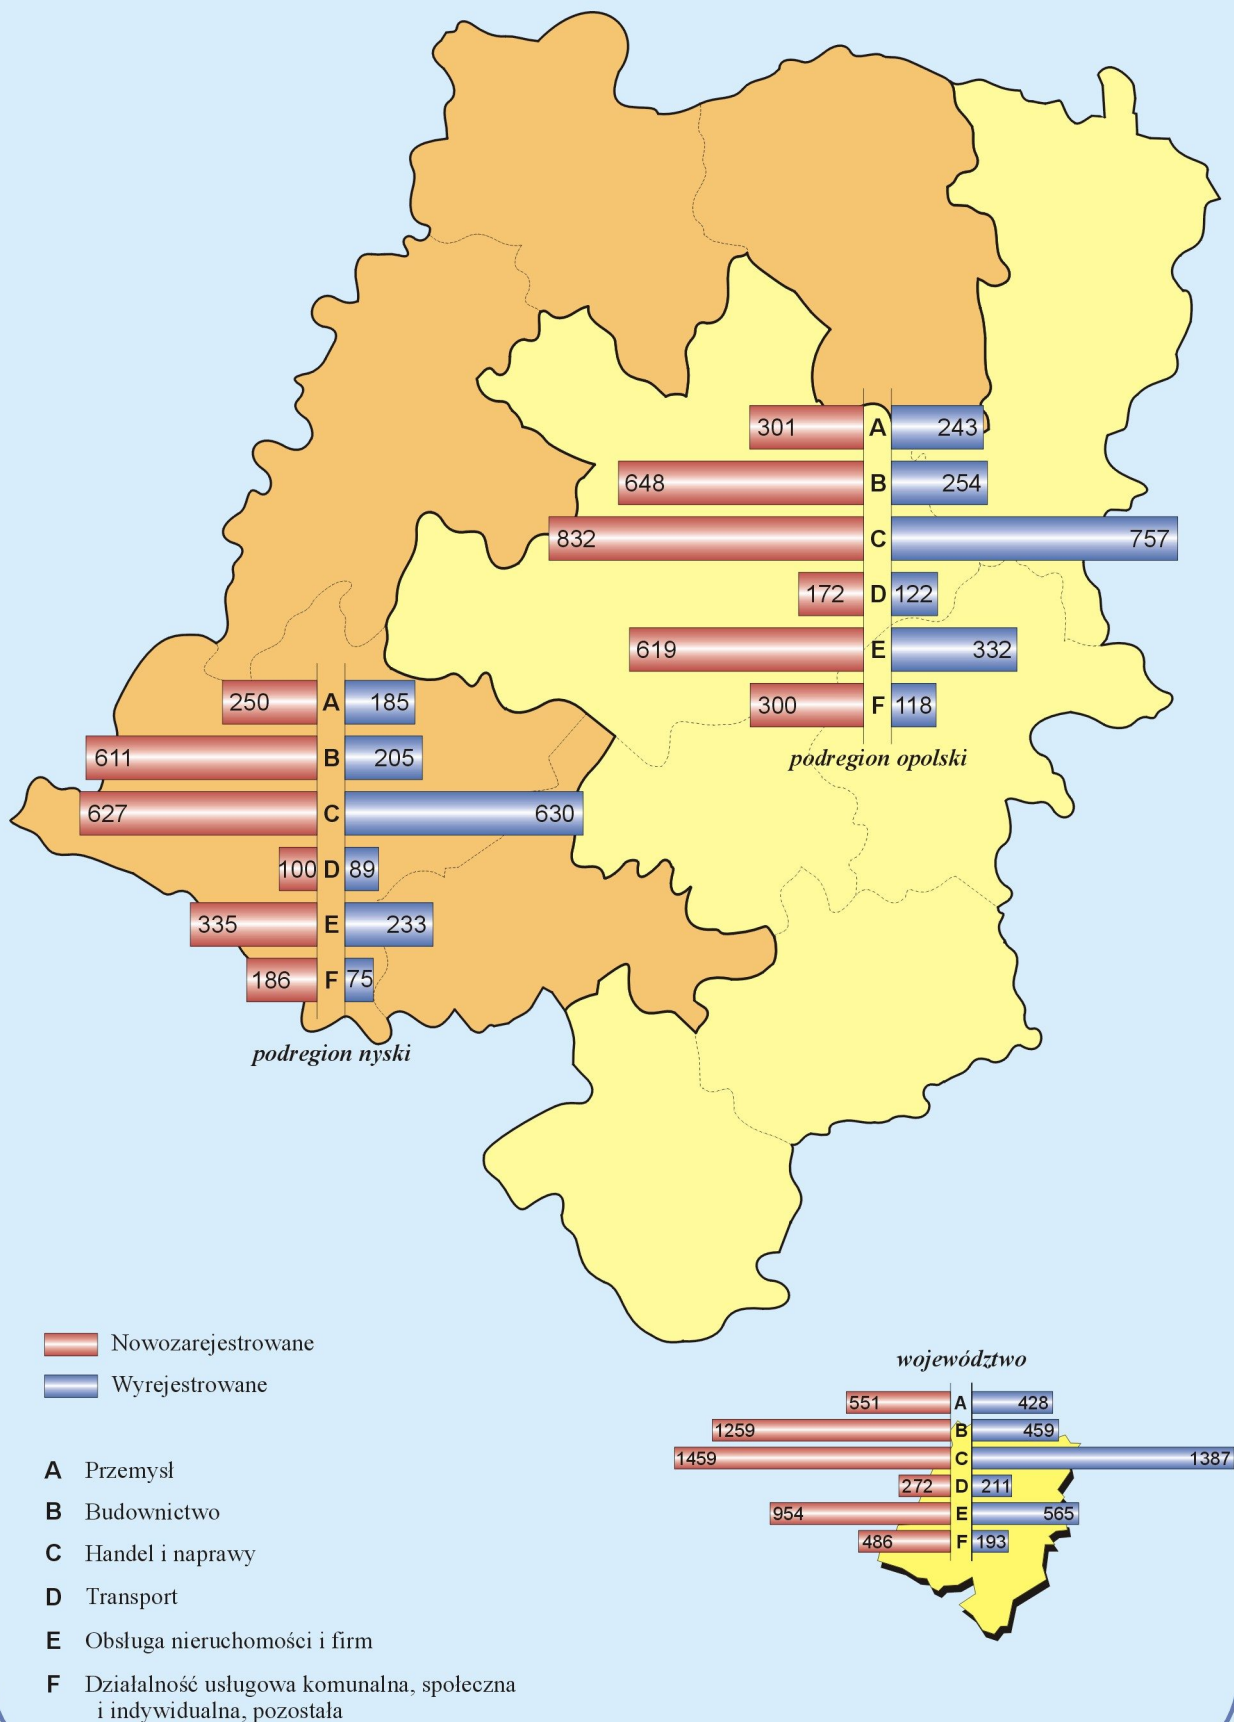 301 A 243
648 B 254
832 C 757
172 D 122
619 E 332
300 F 118
podregion opolski
250 A 185
611 B 205
627 C 630
100 D 89
335 E 233
186 F 75
podregion nyski
Nowozarejestrowane
Wyrejestrowane
województwo
551 A 428
1259 B 459
1459 C 1387
272 D 211
954 E 565
486 F 193
A Przemysł
B Budownictwo
C Handel i naprawy
D Transport
E Obsługa nieruchomości i firm
F Działalność usługowa komunalna, społeczna
i indywidualna, pozostała